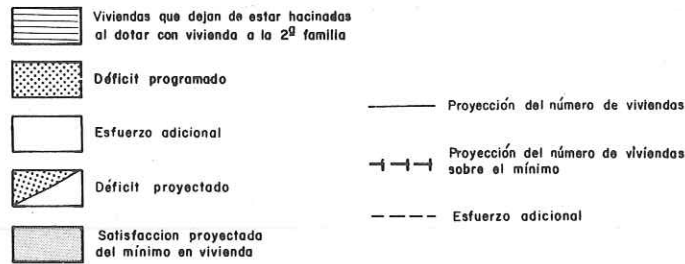 Viviendas que dejan de estar hacinadas
al dotar con vivienda a la 2ª familia
Déficit programado
Esfuerzo adicional
Déficit proyectado
Satisfaccion proyectada
del mínimo en vivienda
Proyección del número de viviendas
Proyección del número de viviendas
sobre el mínimo
Esfuerzo adicional